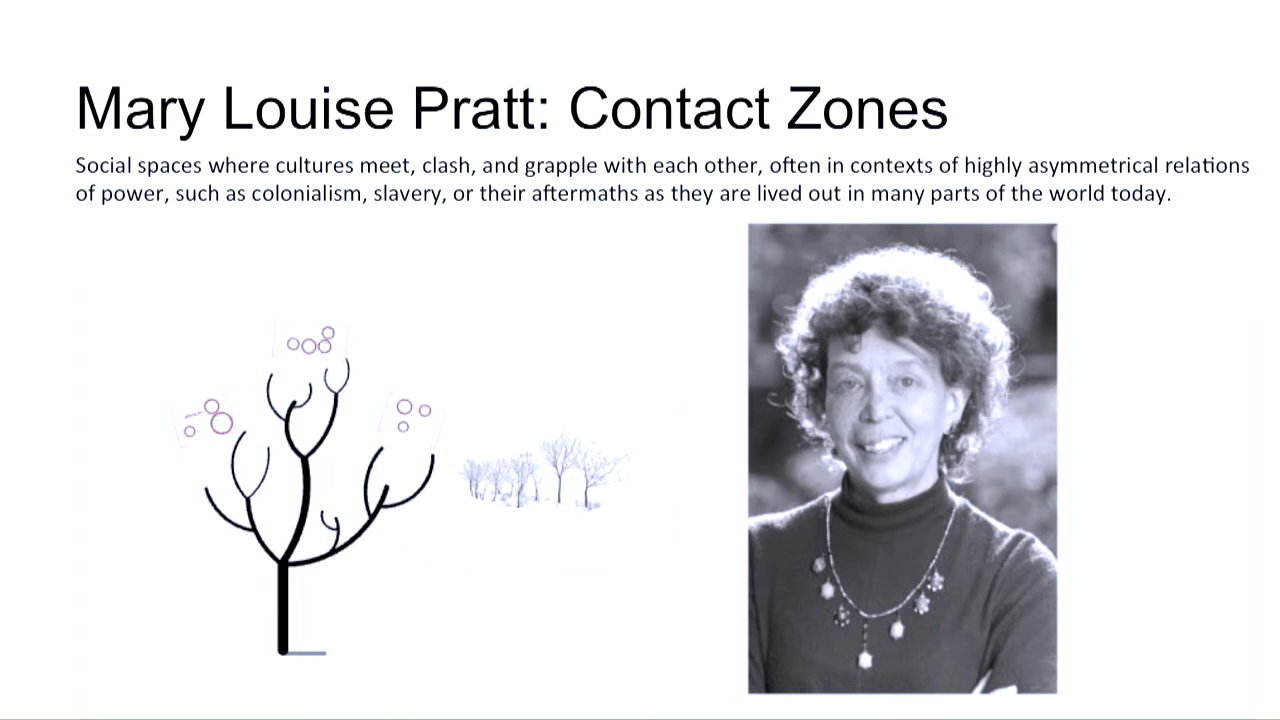 Mary Louise Pratt: Contact Zones
Social spaces where cultures meet, clash, and grapple with each other, often in contexts of highly asymmetrical relations
of power, such as colonialism, slavery, or their aftermaths as they are lived out in many parts of the world today.